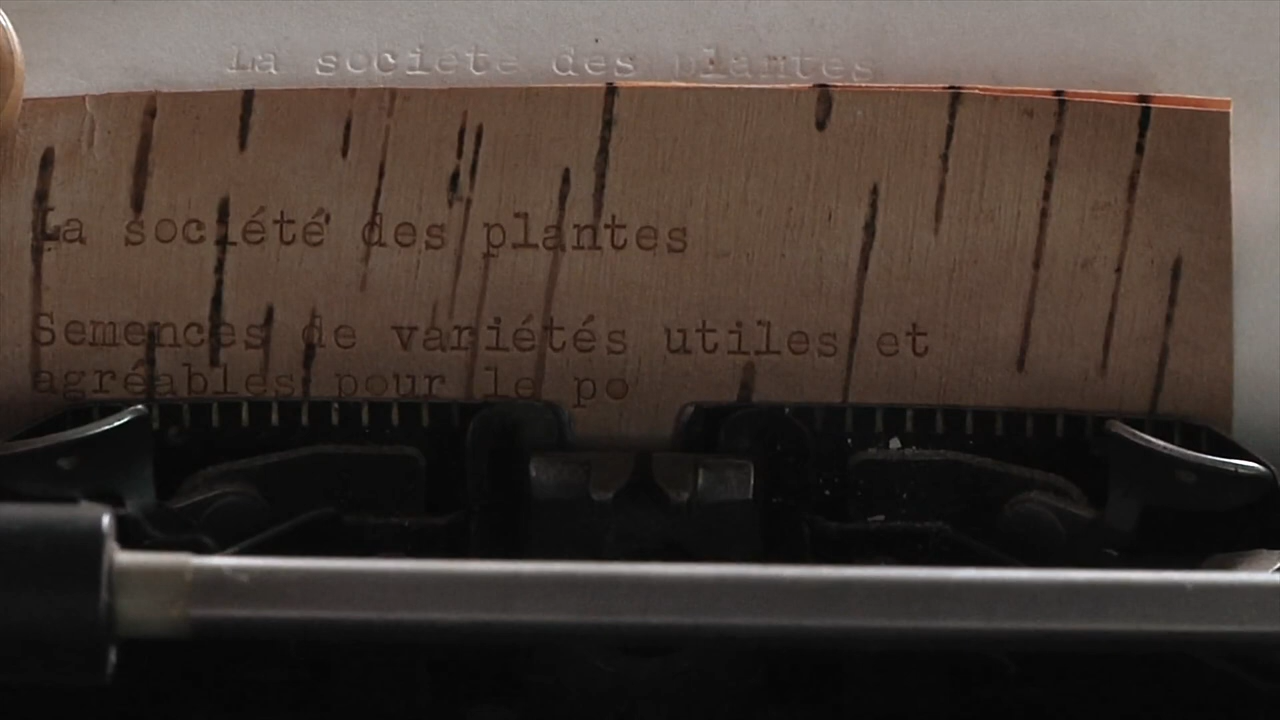 La société des plantes
La société des plantes
Semences de variétés utiles et
agréables pour le po